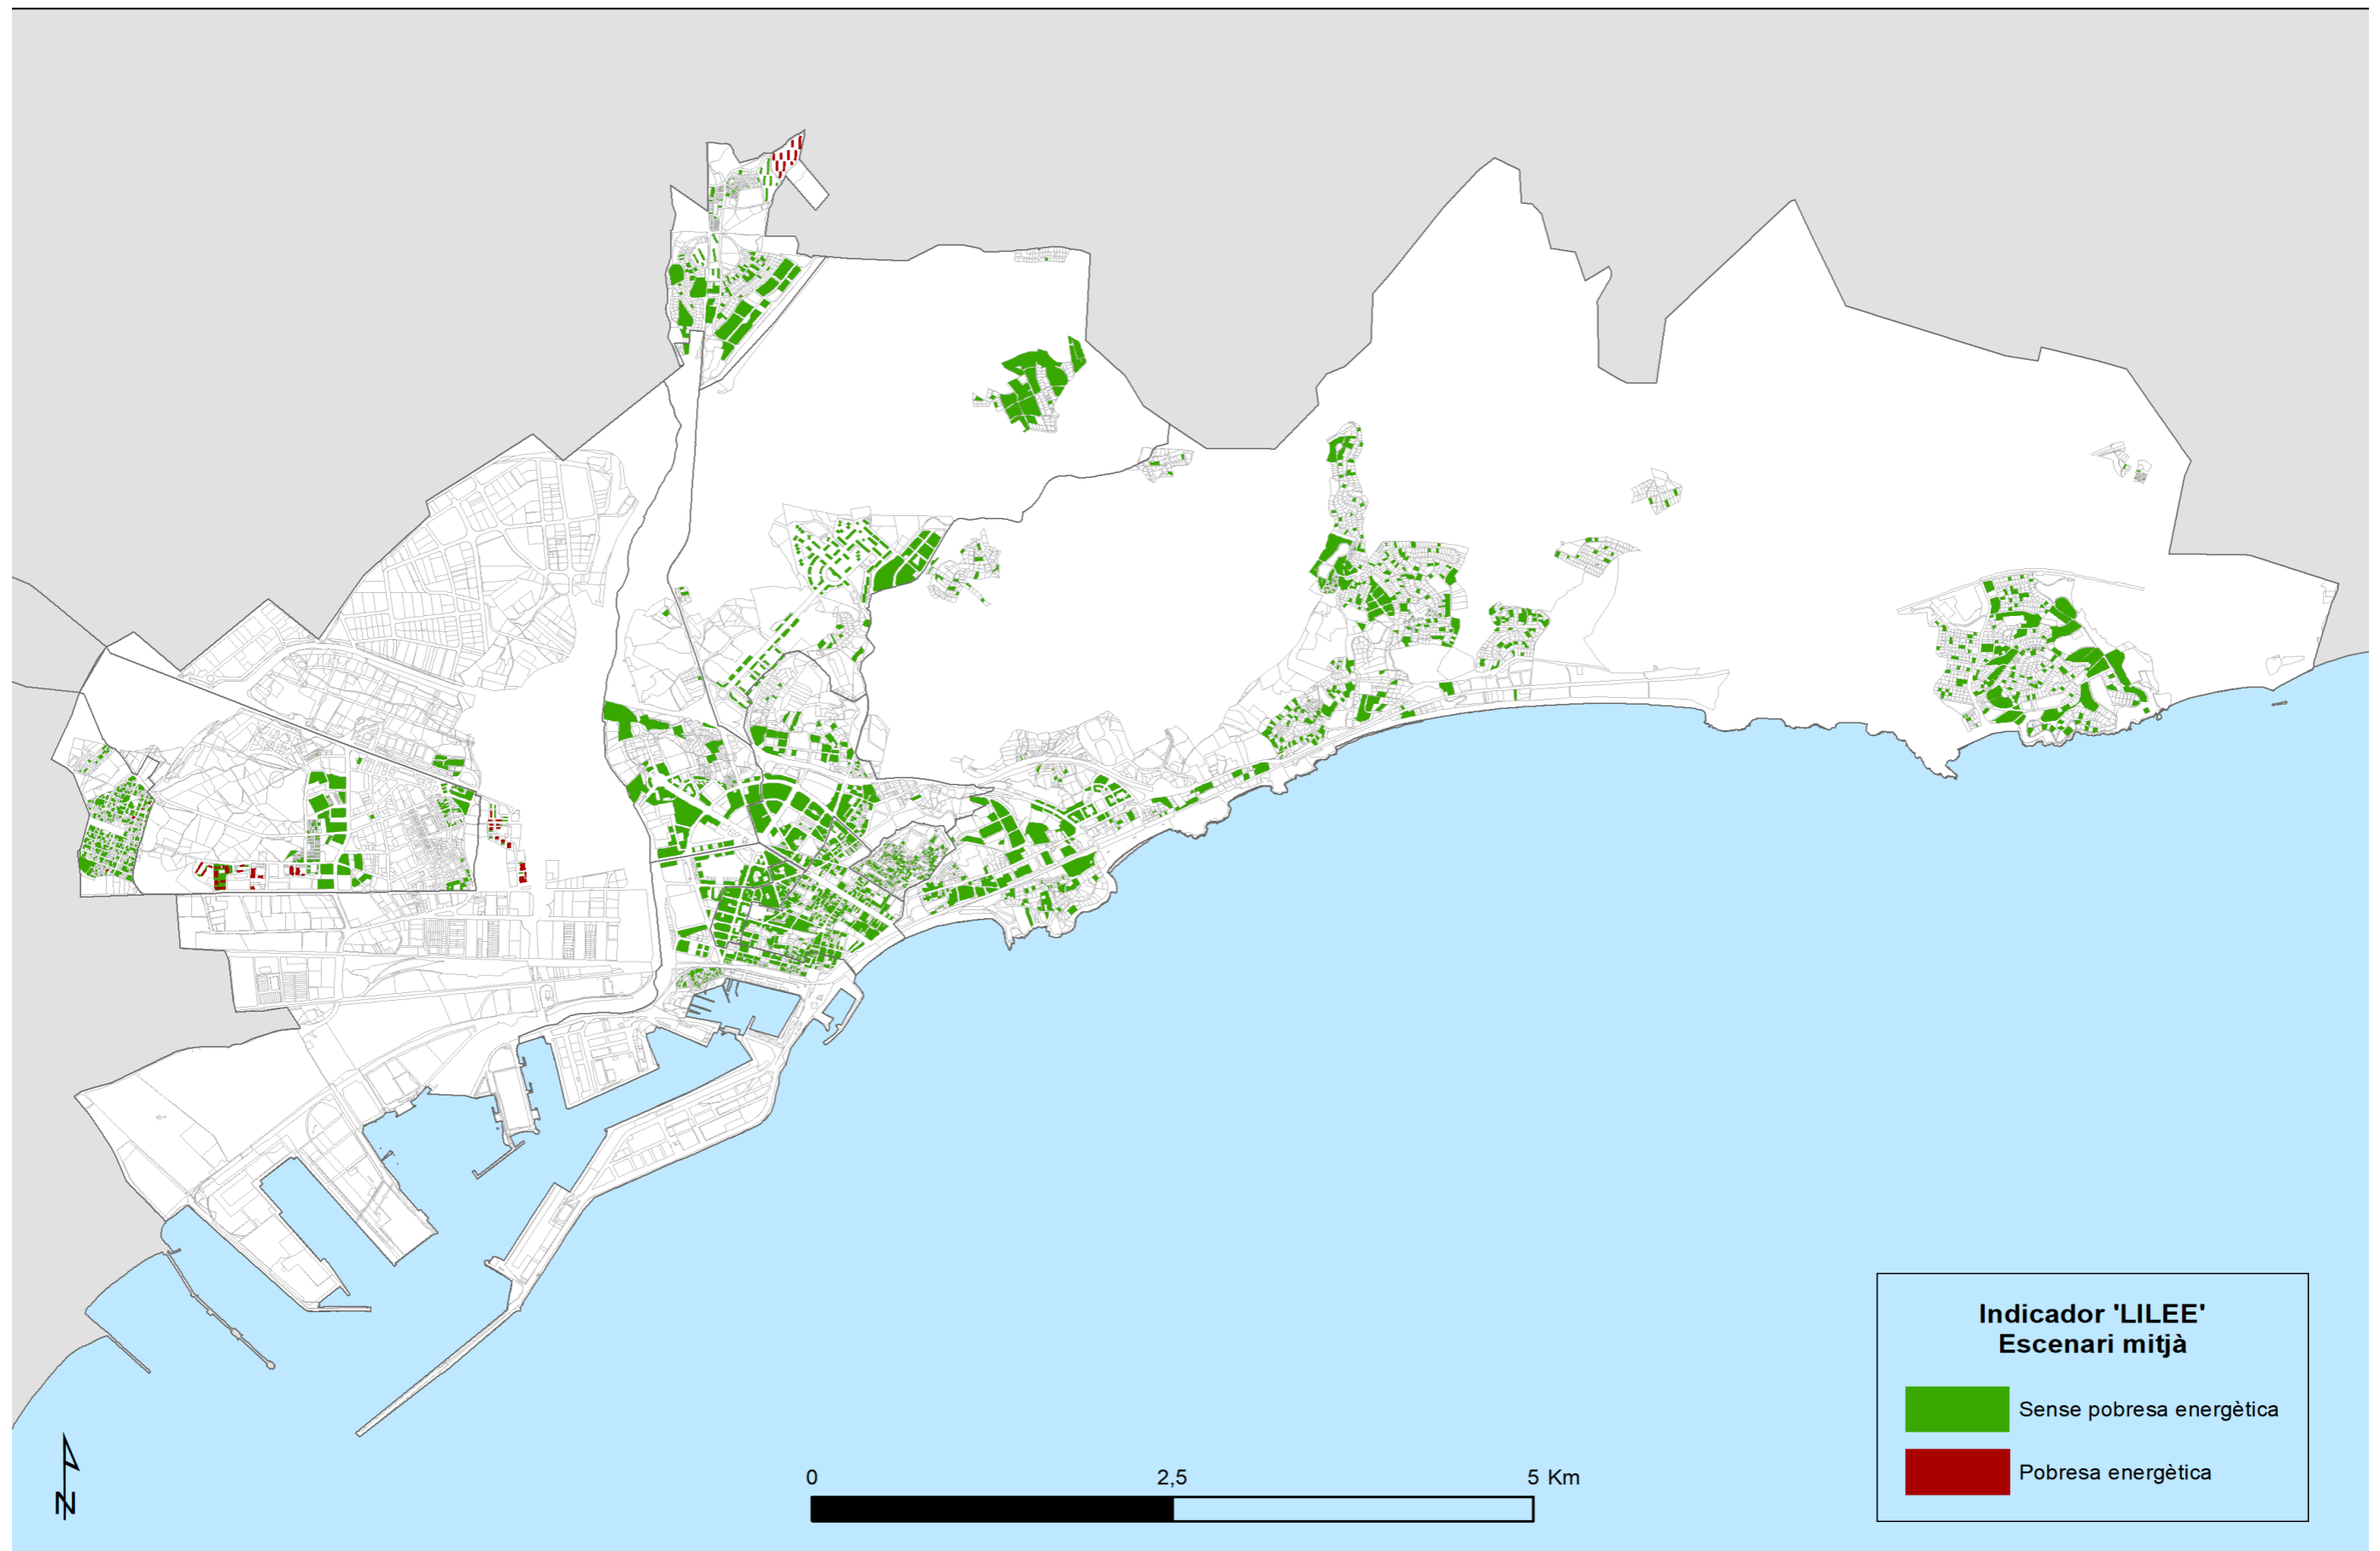 Indicador 'LILEE'
Escenari mitjà
Sense pobresa energètica
Pobresa energètica
0 2,5 5 Km
N